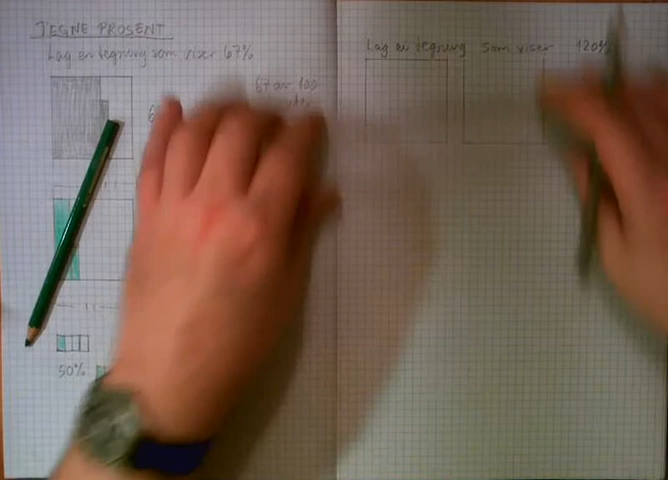 TEGNE PROSENT
Lag en tegning som viser 67%
67 av 100
50%
Lag en tegning som viser 120%